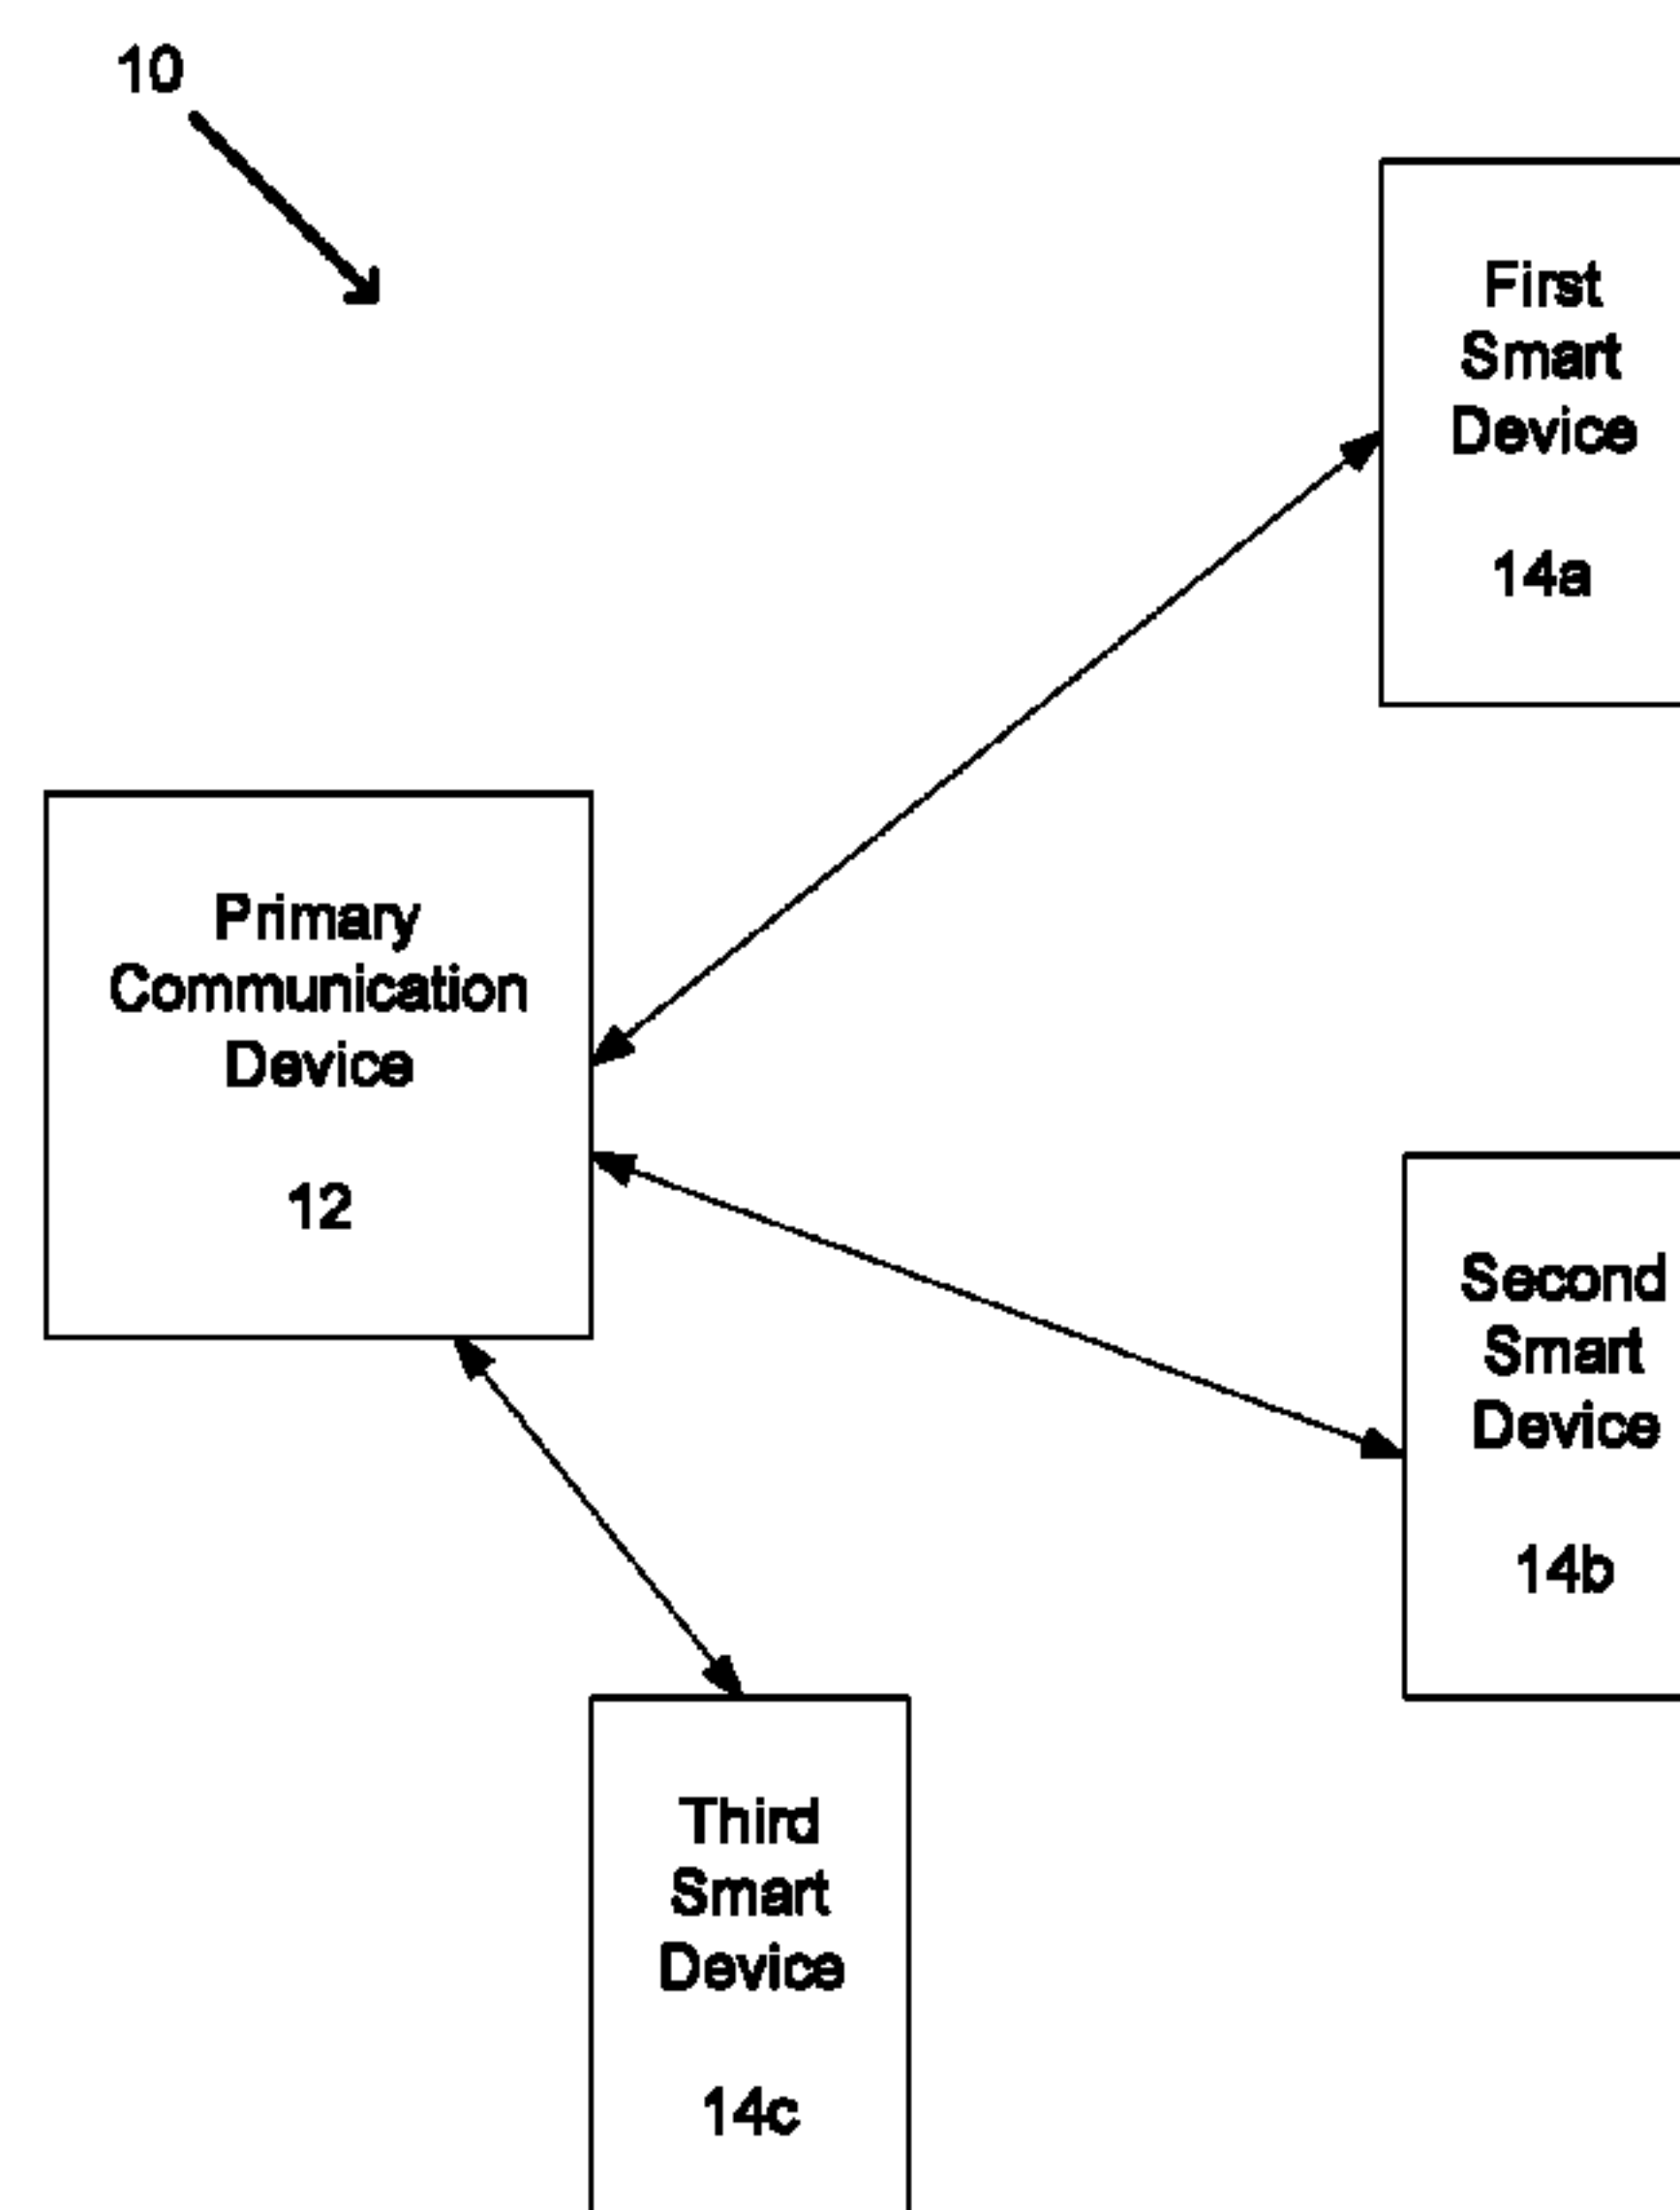 10
First
Smart
Device
14a
Primary
Communication
Device
12
Second
Smart
Device
14b
Third
Smart
Device
14c